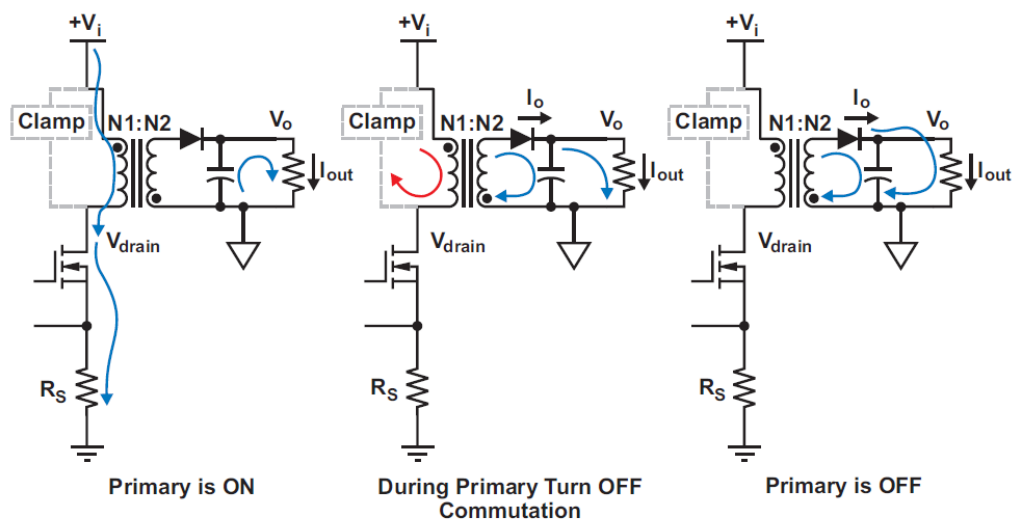 +Vi
Clamp
N1:N2
Vo
Iout
Vdrain
RS
Primary is ON
+Vi
Clamp
N1:N2
Io
Vo
Iout
Vdrain
RS
During Primary Turn OFF
Commutation
+Vi
Clamp
N1:N2
Io
Vo
Iout
Vdrain
RS
Primary is OFF